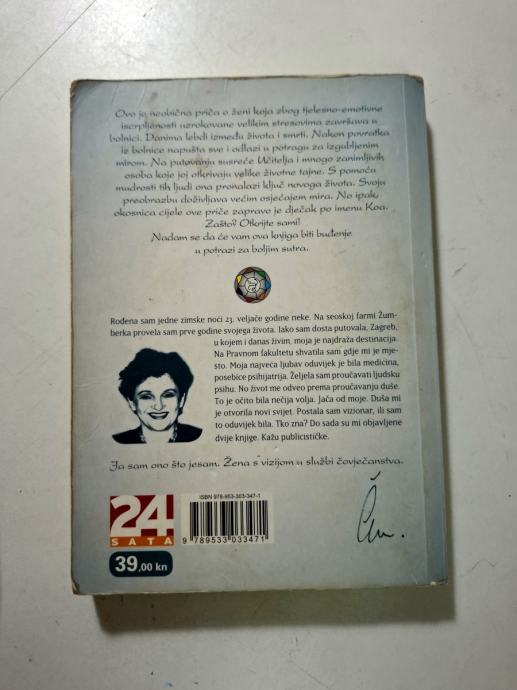 Ovo je neobična priča o ženi koja zbog tjelesno-emotivne
iscrpljenosti uzrokovane velikim stresovima završava u
bolnici. Danima lebdi između života i smrti. Nakon povratka
iz bolnice napušta sve i odlazi u potragu za izgubljenim
mirom. Na putovanju susreće Učitelja i mnogo zanimljivih
osoba koje joj otkrivaju velike životne tajne. S pomoću
mudrosti tih ljudi ona pronalazi ključ novoga života. Svoju
preobrazbu doživljava većim osjećajem mira. No ipak,
okosnica cijele ove priče zapravo je dječak po imenu Koa.
Zašto? Otkrijte sami!
Nadam se da će vam ova knjiga biti buđenje
u potrazi za boljim sutra.
Rođena sam jedne zimske noći 23. veljače godine neke. Na seoskoj farmi Žum-
berka provela sam prve godine svojega života. Iako sam dosta putovala, Zagreb,
u kojem i danas živim, moja je najdraža destinacija.
Na Pravnom fakultetu shvatila sam gdje mi je mje-
sto. Moja najveća ljubav oduvijek je bila medicina,
posebice psihijatrija. Željela sam proučavati ljudsku
psihu. No život me odveo prema proučavanju duše.
To je očito bila nečija volja. Jača od moje. Duša mi
je otvorila novi svijet. Postala sam vizionar, ili sam
to oduvijek bila. Tko zna? Do sada su mi objavljene
dvije knjige. Kažu publicističke.
Ja sam ono što jesam. Žena s vizijom u službi čovječanstva.
ISBN 978-953-303-347-1
24
SATA
9 789533 033471
39,00 kn